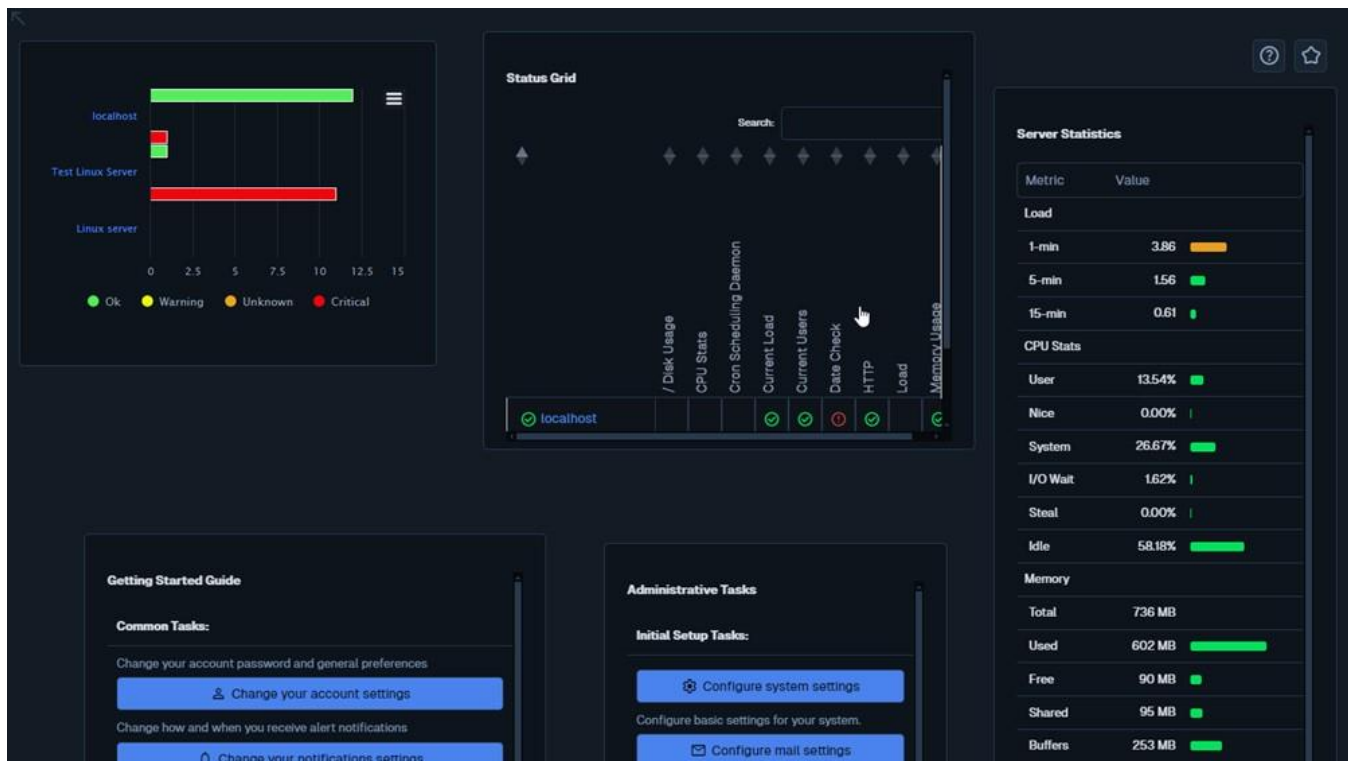 localhost
Test Linux Server
Linux server
0 2.5 5 7.5 10 12.5 15
Ok Warning Unknown Critical
Status Grid
Search:
/ Disk Usage
CPU Stats
Cron Scheduling Daemon
Current Load
Current Users
Date Check
HTTP
Load
Memory Usage
localhost
Server Statistics
Metric Value
Load
1-min 3.86
5-min 1.56
15-min 0.61
CPU Stats
User 13.54%
Nice 0.00%
System 26.67%
I/O Wait 1.62%
Steal 0.00%
Idle 58.18%
Memory
Total 736 MB
Used 602 MB
Free 90 MB
Shared 95 MB
Buffers 253 MB
Getting Started Guide
Common Tasks:
Change your account password and general preferences
Change your account settings
Change how and when you receive alert notifications
Change your notifications settings
Administrative Tasks
Initial Setup Tasks:
Configure system settings
Configure basic settings for your system.
Configure mail settings